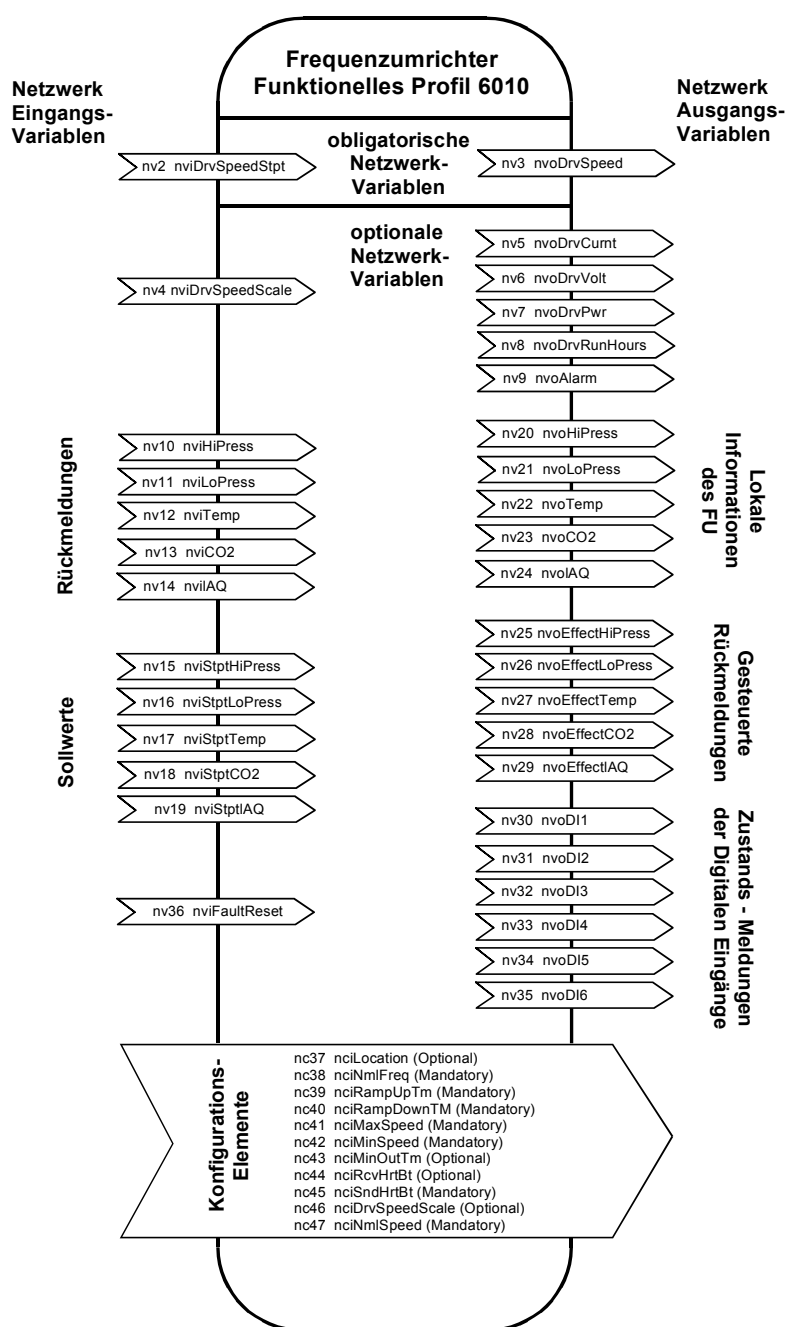 Frequenzumrichter
Funktionelles Profil 6010
Netzwerk
Eingangs-
Variablen
Netzwerk
Ausgangs-
Variablen
obligatorische
Netzwerk-
Variablen
nv2 nviDrvSpeedStpt
nv3 nvoDrvSpeed
optionale
Netzwerk-
Variablen
nv4 nviDrvSpeedScale
nv5 nvoDrvCurnt
nv6 nvoDrvVolt
nv7 nvoDrvPwr
nv8 nvoDrvRunHours
nv9 nvoAlarm
Rückmeldungen
nv10 nviHiPress
nv11 nviLoPress
nv12 nviTemp
nv13 nviCO2
nv14 nviIAQ
nv20 nvoHiPress
nv21 nvoLoPress
nv22 nvoTemp
nv23 nvoCO2
nv24 nvoIAQ
Lokale
Informationen
des FU
Sollwerte
nv15 nviStptHiPress
nv16 nviStptLoPress
nv17 nviStptTemp
nv18 nviStptCO2
nv19 nviStptIAQ
nv25 nvoEffectHiPress
nv26 nvoEffectLoPress
nv27 nvoEffectTemp
nv28 nvoEffectCO2
nv29 nvoEffectIAQ
Gesteuerte
Rückmeldungen
nv36 nviFaultReset
nv30 nvoDI1
nv31 nvoDI2
nv32 nvoDI3
nv33 nvoDI4
nv34 nvoDI5
nv35 nvoDI6
Zustands - Meldungen
der Digitalen Eingänge
Konfigurations-
Elemente
nc37 nciLocation (Optional)
nc38 nciNmlFreq (Mandatory)
nc39 nciRampUpTm (Mandatory)
nc40 nciRampDownTM (Mandatory)
nc41 nciMaxSpeed (Mandatory)
nc42 nciMinSpeed (Mandatory)
nc43 nciMinOutTm (Optional)
nc44 nciRcvHrtBt (Optional)
nc45 nciSndHrtBt (Mandatory)
nc46 nciDrvSpeedScale (Optional)
nc47 nciNmlSpeed (Mandatory)